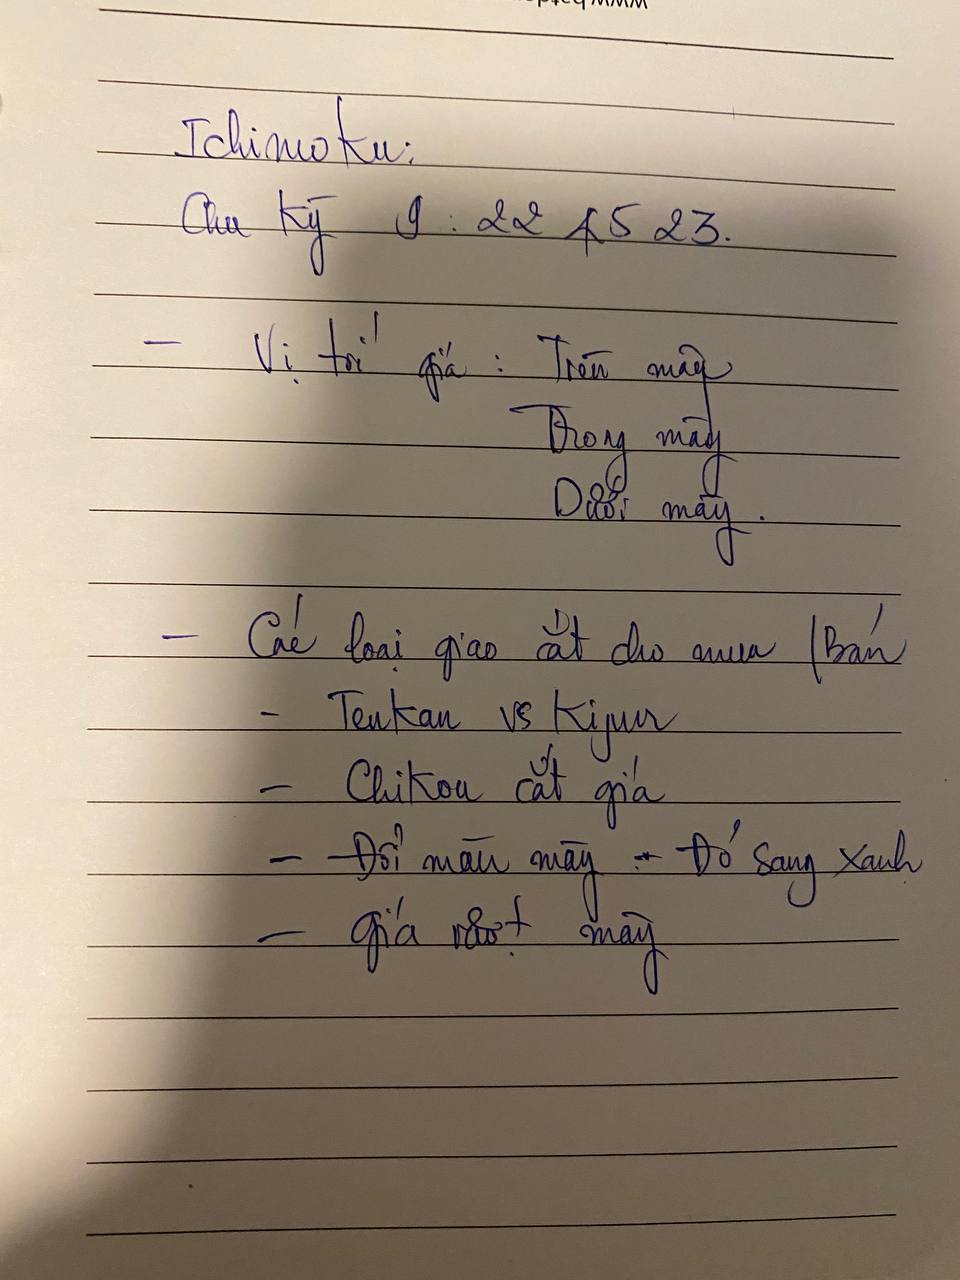 Ichimoku:
Chu kỳ 9 : 22 45 23.
- Vị trí giá : Trên mây
Trong mây
Dưới mây.
- Các loại giao cắt cho mua / Bán
- Tenkan vs Kijun
- Chikou cắt giá
- Đổi màu mây - Đỏ sang xanh
- giá vượt mây